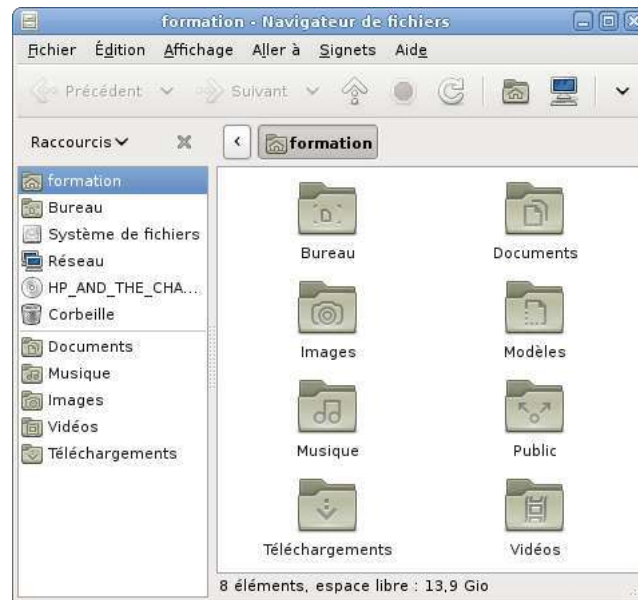 formation - Navigateur de fichiers
Fichier Édition Affichage Aller à Signets Aide
Précédent Suivant
Raccourcis
formation
formation
Bureau
Système de fichiers
Réseau
HP_AND_THE_CHA...
Corbeille
Documents
Musique
Images
Vidéos
Téléchargements
Bureau Documents
Images Modèles
Musique Public
Téléchargements Vidéos
8 éléments, espace libre : 13,9 Gio